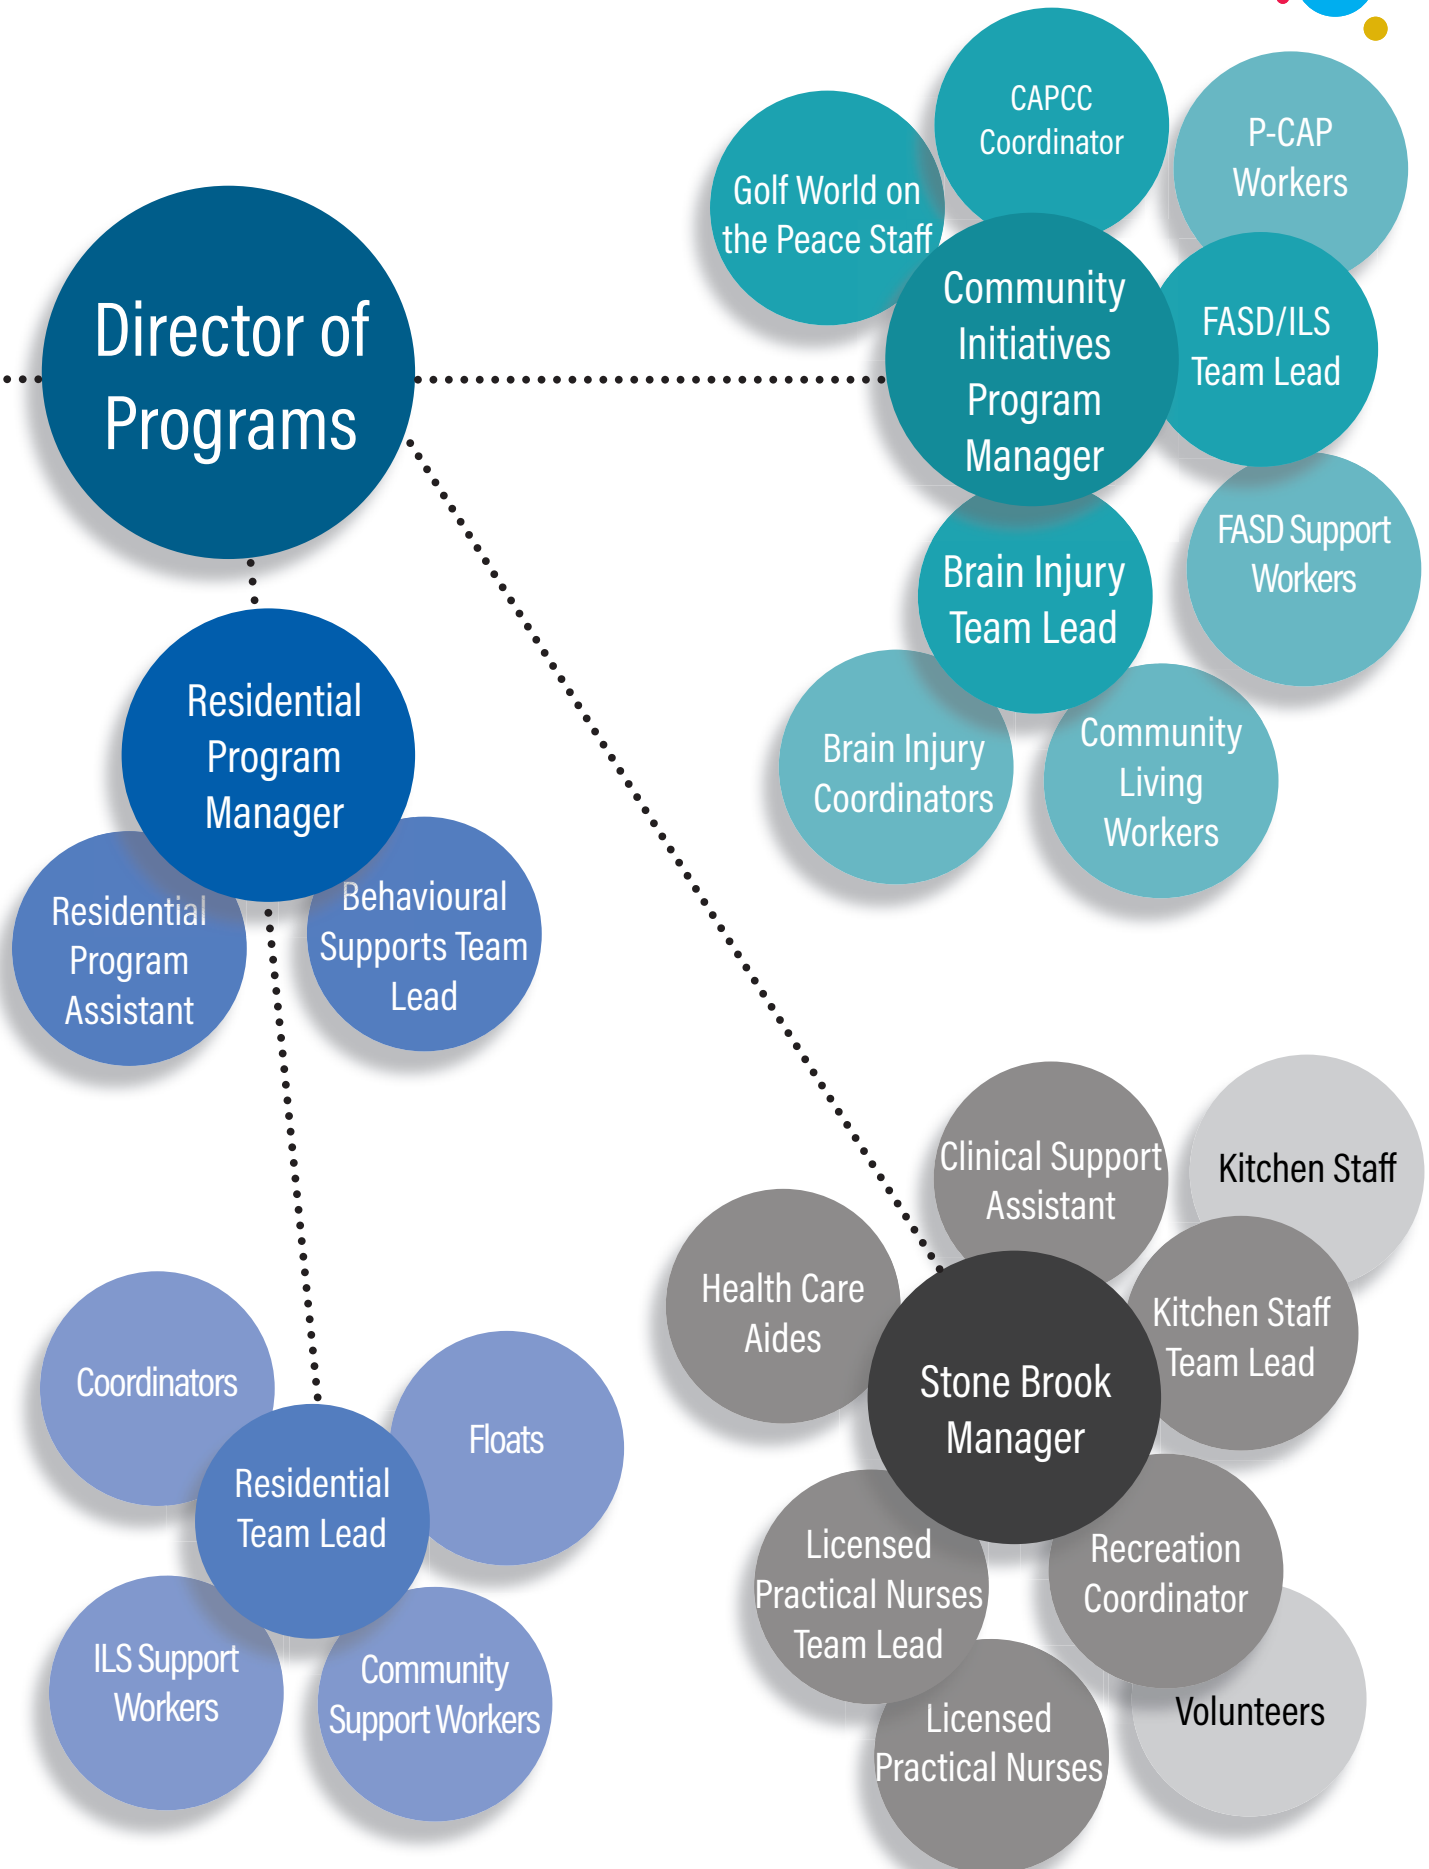 CAPCC
Coordinator
P-CAP
Workers
Golf World on
the Peace Staff
Director of
Programs
Community
Initiatives
Program
Manager
FASD/ILS
Team Lead
FASD Support
Workers
Brain Injury
Team Lead
Brain Injury
Coordinators
Community
Living
Workers
Residential
Program
Manager
Residential
Program
Assistant
Behavioural
Supports Team
Lead
Clinical Support
Assistant
Kitchen Staff
Health Care
Aides
Kitchen Staff
Team Lead
Stone Brook
Manager
Coordinators
Floats
Residential
Team Lead
ILS Support
Workers
Community
Support Workers
Licensed
Practical Nurses
Team Lead
Recreation
Coordinator
Licensed
Practical Nurses
Volunteers